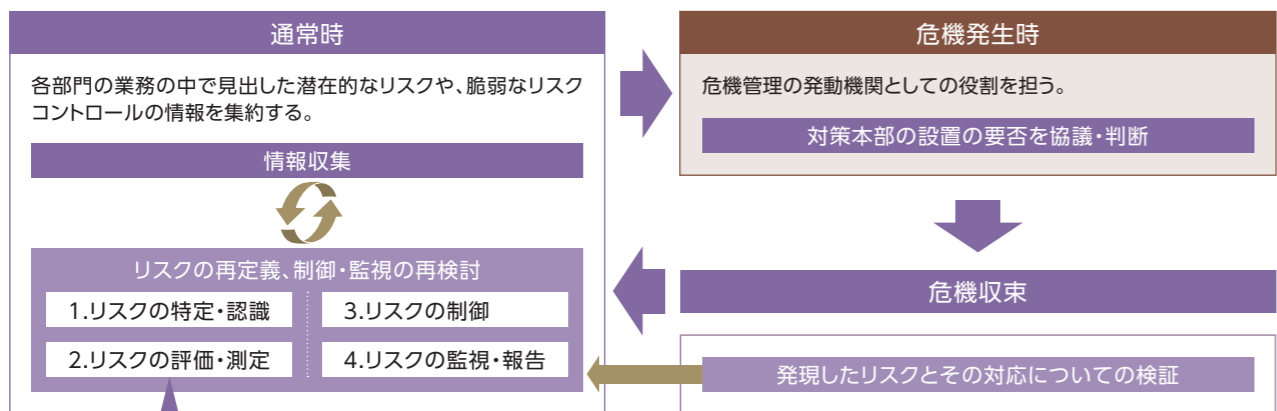 通常時
各部門の業務の中で見出した潜在的なリスクや、脆弱なリスク
コントロールの情報を集約する。
情報収集
リスクの再定義、制御・監視の再検討
1.リスクの特定・認識
2.リスクの評価・測定
3.リスクの制御
4.リスクの監視・報告
危機発生時
危機管理の発動機関としての役割を担う。
対策本部の設置の要否を協議・判断
危機収束
発現したリスクとその対応についての検証